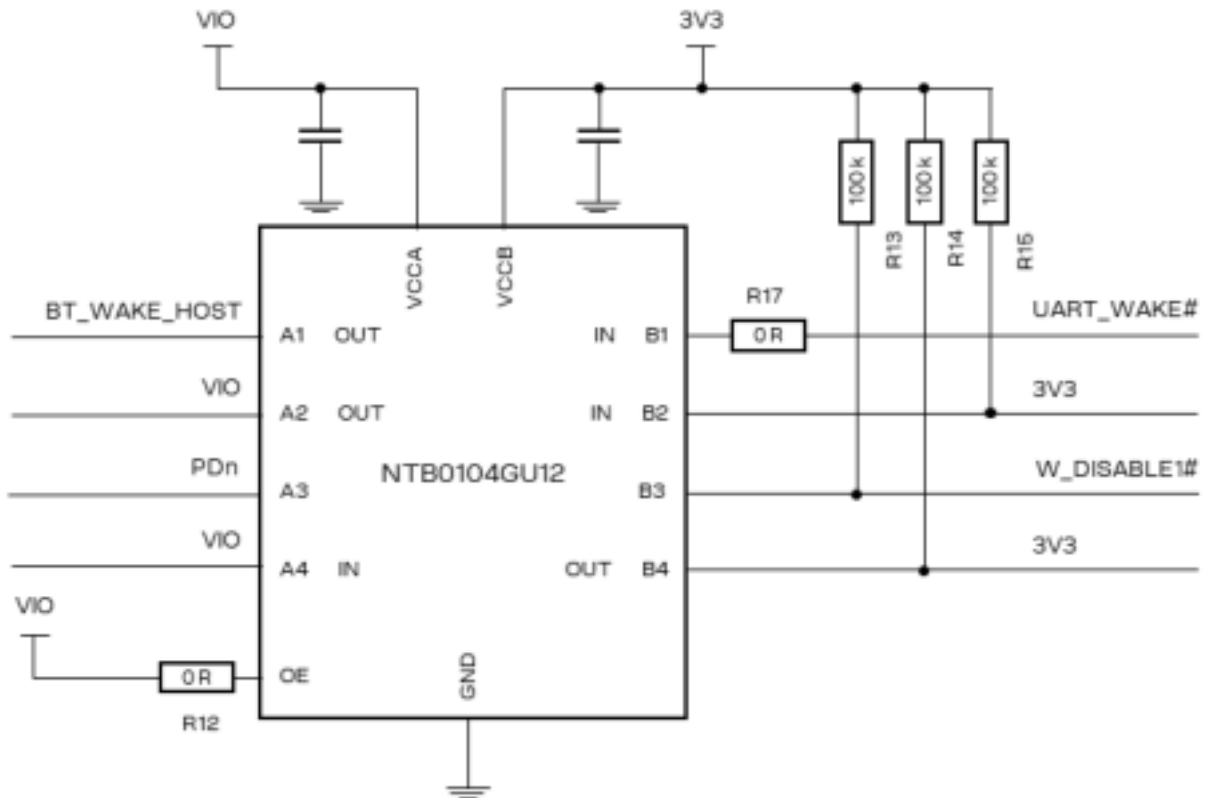 VIO
3V3
100k
100k
100k
R13
R14
R15
VCCA
VCCB
BT_WAKE_HOST
A1 OUT
IN B1
R17
0R
UART_WAKE#
VIO
A2 OUT
IN B2
3V3
PDn
A3
NTB0104GU12
B3
W_DISABLE1#
VIO
A4 IN
OUT B4
3V3
VIO
0R
R12
OE
GND